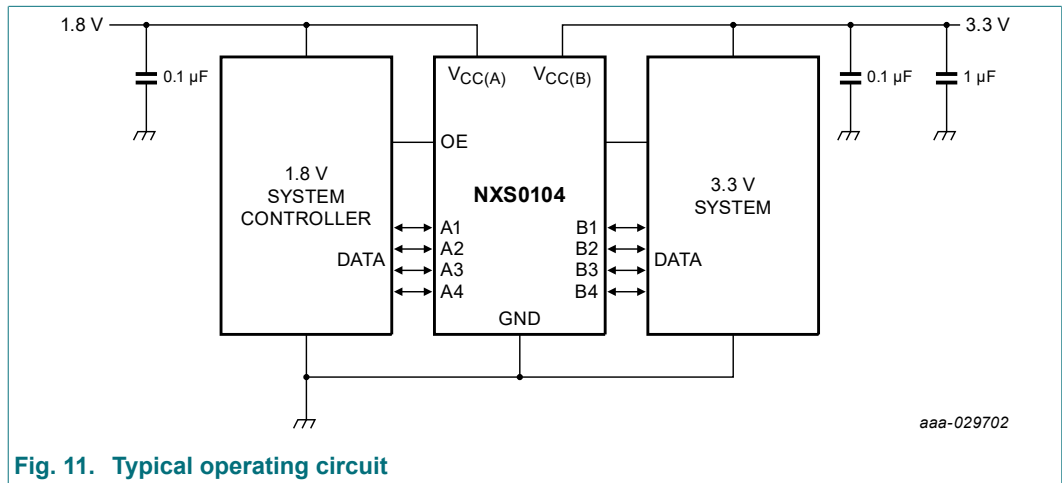 1.8 V
3.3 V
0.1 µF
VCC(A)
VCC(B)
0.1 µF
1 µF
OE
1.8 V
SYSTEM
CONTROLLER
NXS0104
3.3 V
SYSTEM
DATA
A1
A2
A3
A4
B1
B2
B3
B4
DATA
GND
aaa-029702
Fig. 11. Typical operating circuit